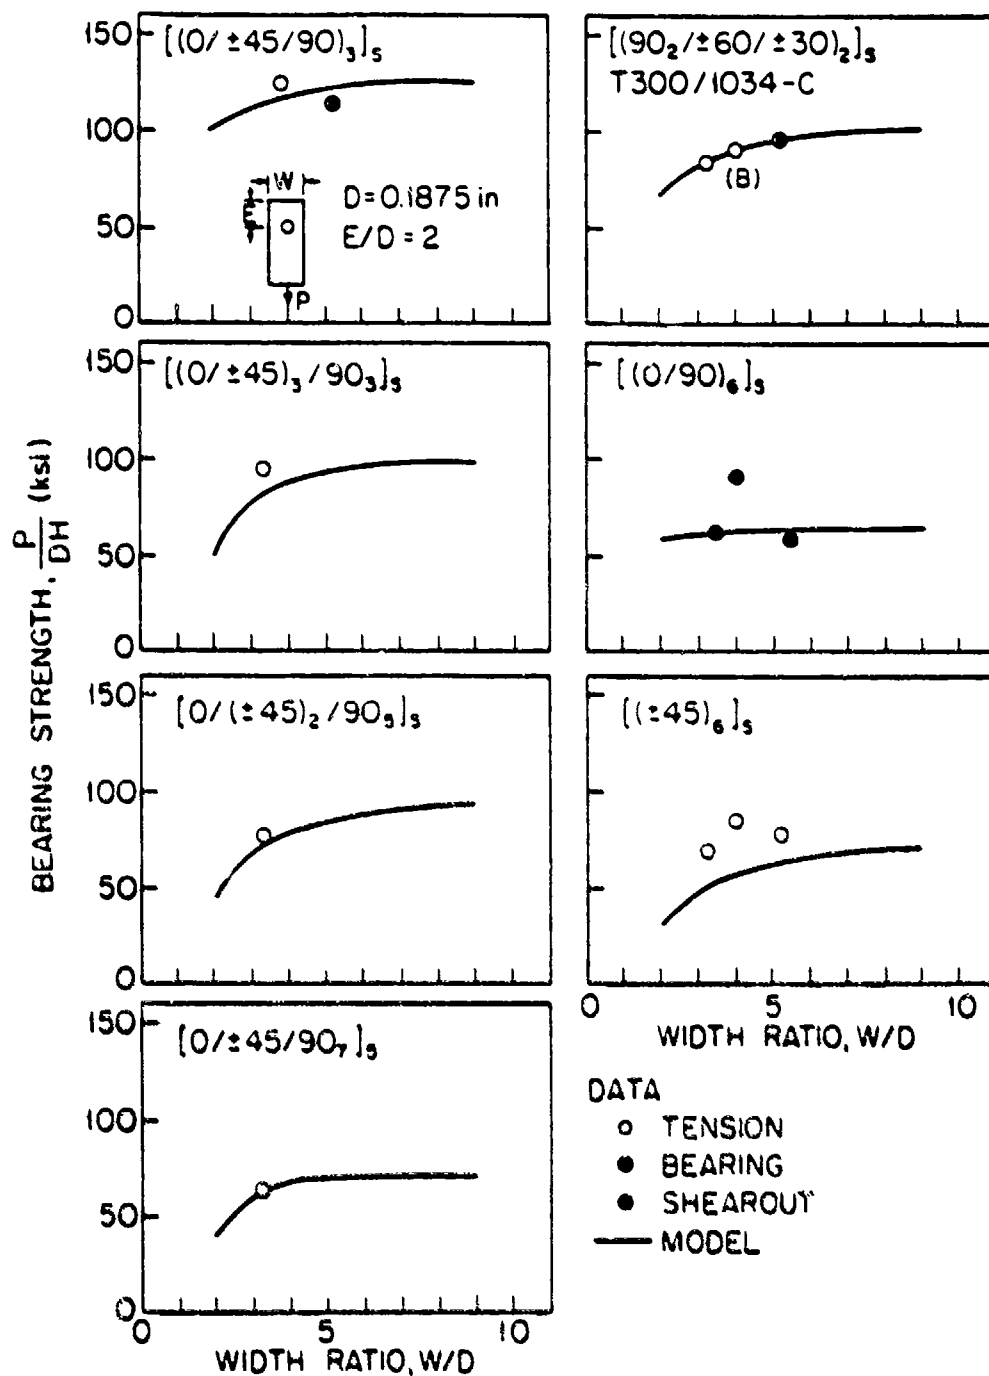 150
100
50
0
[(0/±45/90)₃]ₛ
W
E
D=0.1875 in
E/D=2
P
[(90₂/±60/±30)₂]ₛ
T300/1034-C
(B)
150
100
50
0
[(0/±45)₃/90₃]ₛ
[(0/90)₆]ₛ
BEARING STRENGTH, P/DH (ksi)
150
100
50
0
[0/(±45)₂/90₅]ₛ
[(±45)₆]ₛ
0 5 10
WIDTH RATIO, W/D
150
100
50
0
[0/±45/90₇]ₛ
0 5 10
WIDTH RATIO, W/D
DATA
TENSION
BEARING
SHEAROUT
MODEL